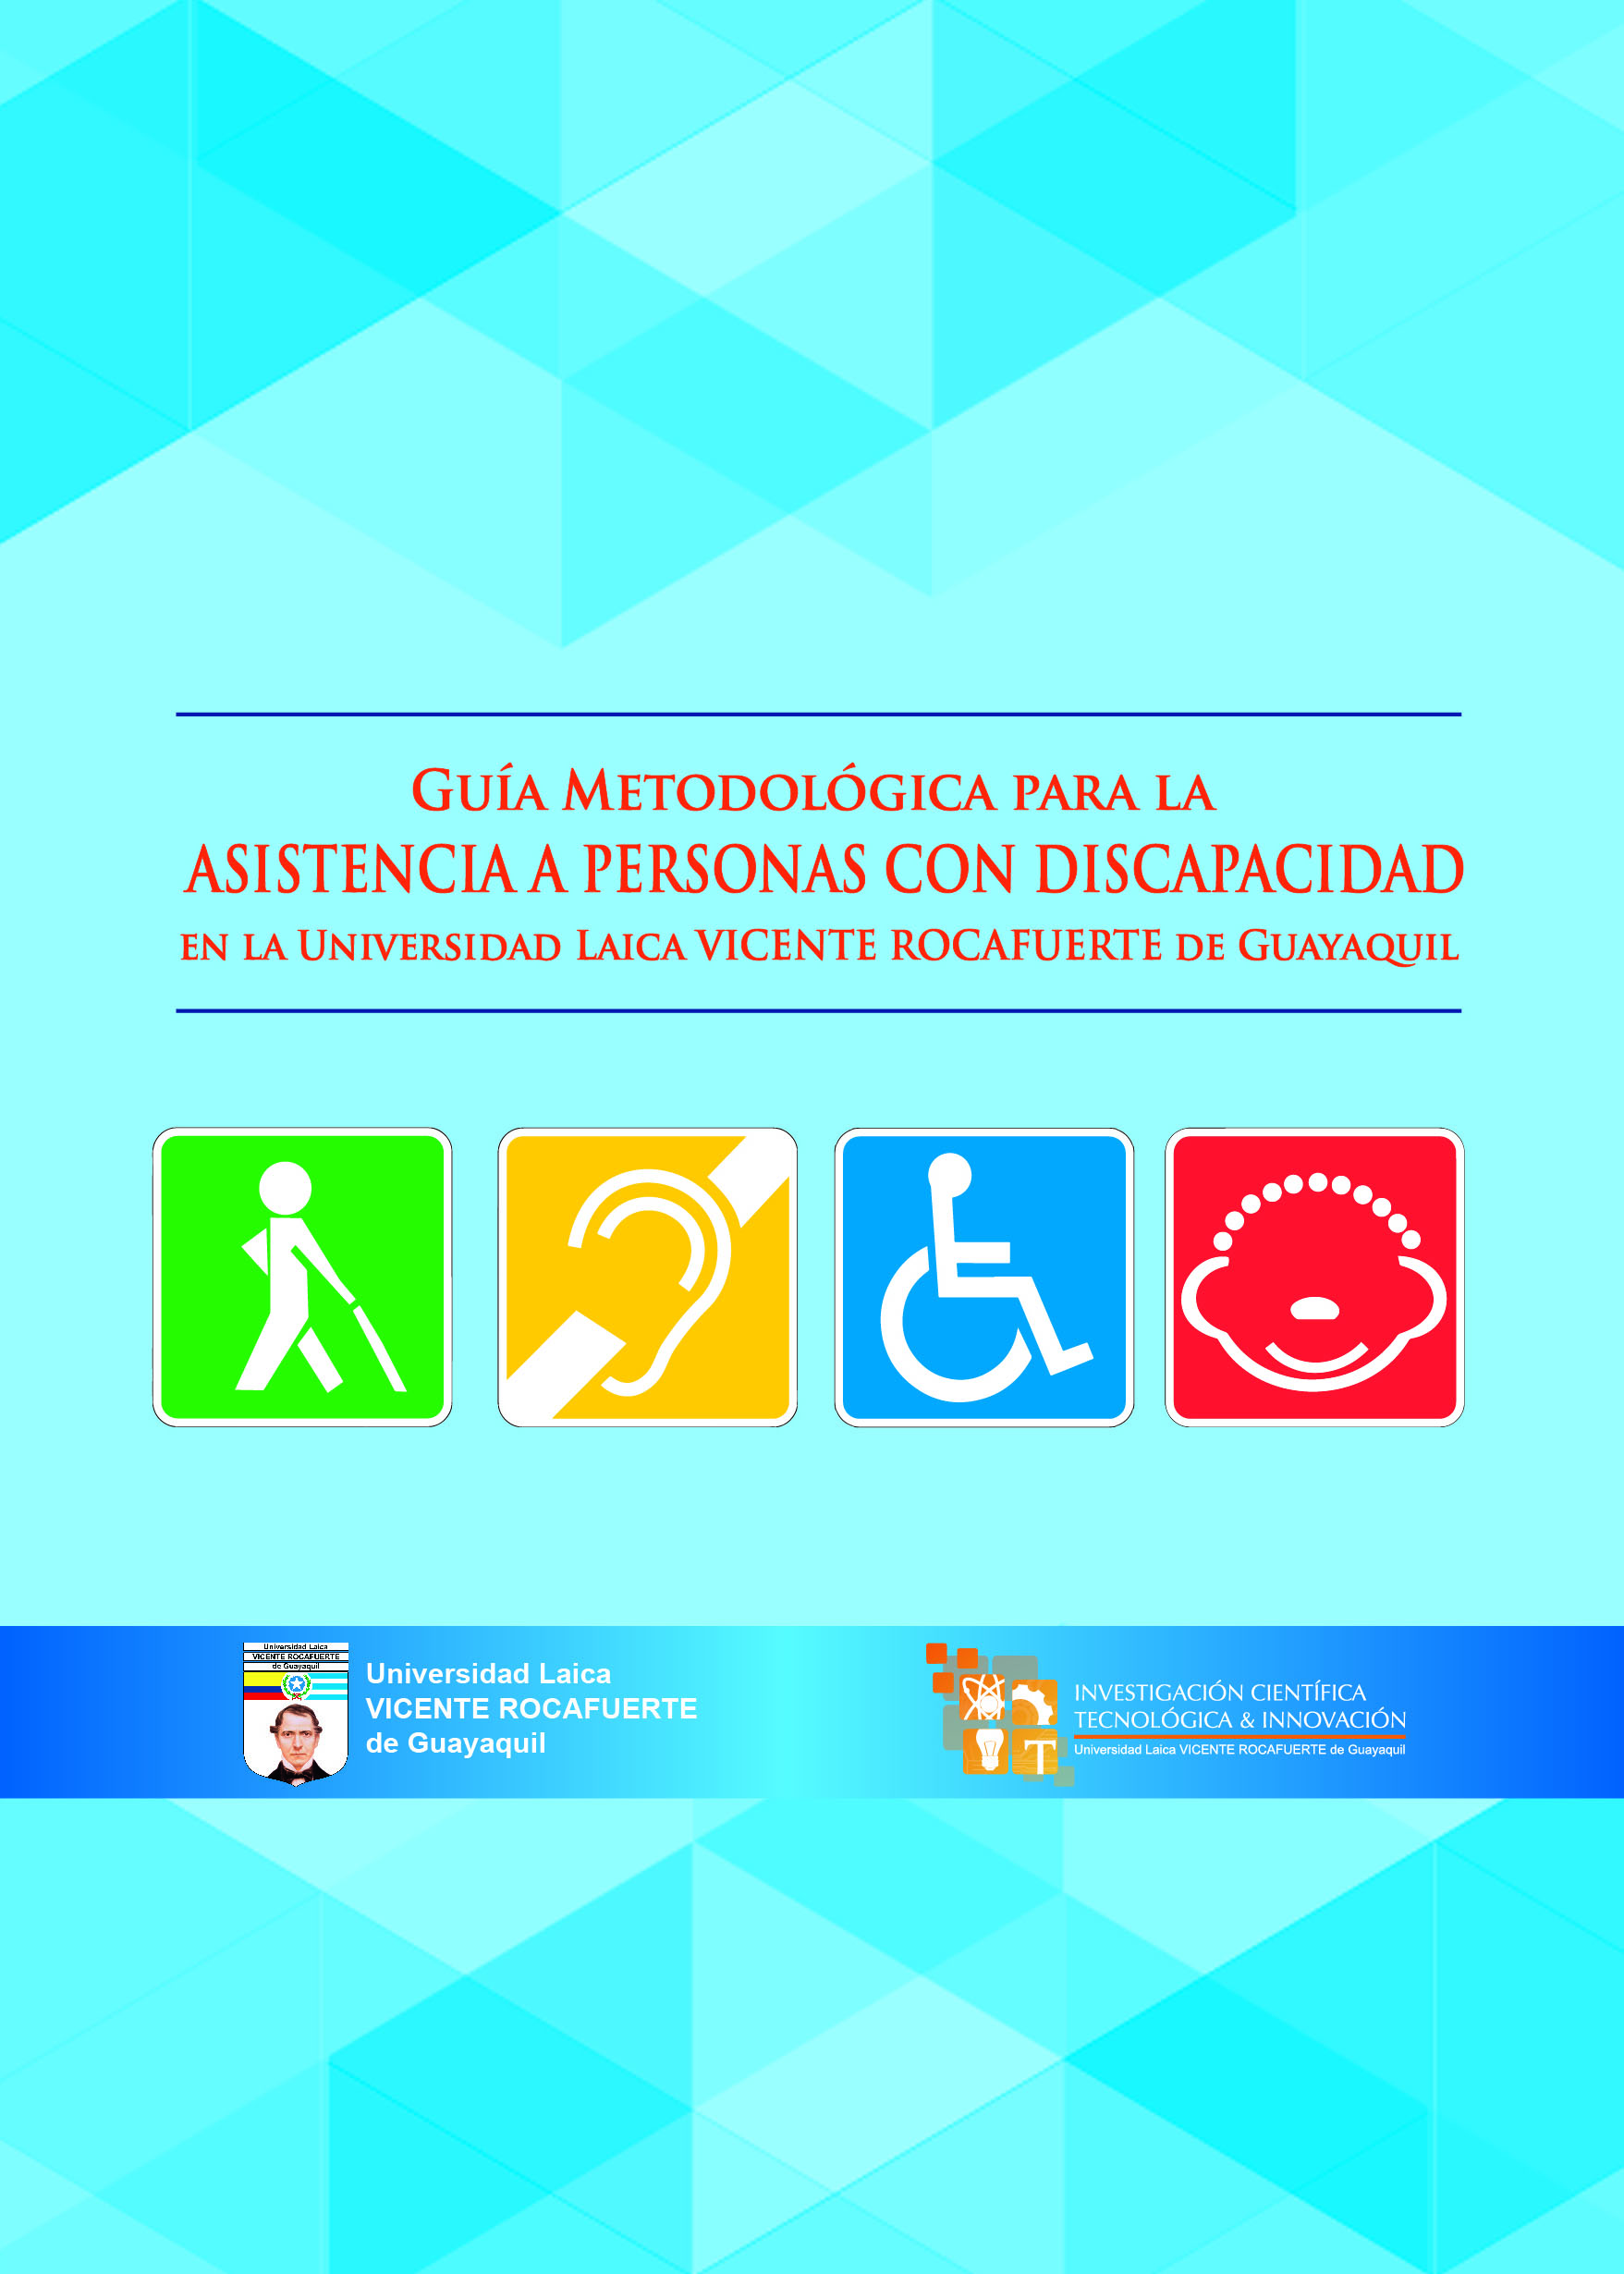 Guía Metodológica para la
ASISTENCIA A PERSONAS CON DISCAPACIDAD
en la Universidad Laica VICENTE ROCAFUERTE de Guayaquil
Universidad Laica
VICENTE ROCAFUERTE
de Guayaquil
Universidad Laica
VICENTE ROCAFUERTE
de Guayaquil
T
INVESTIGACIÓN CIENTÍFICA
TECNOLÓGICA & INNOVACIÓN
Universidad Laica VICENTE ROCAFUERTE de Guayaquil